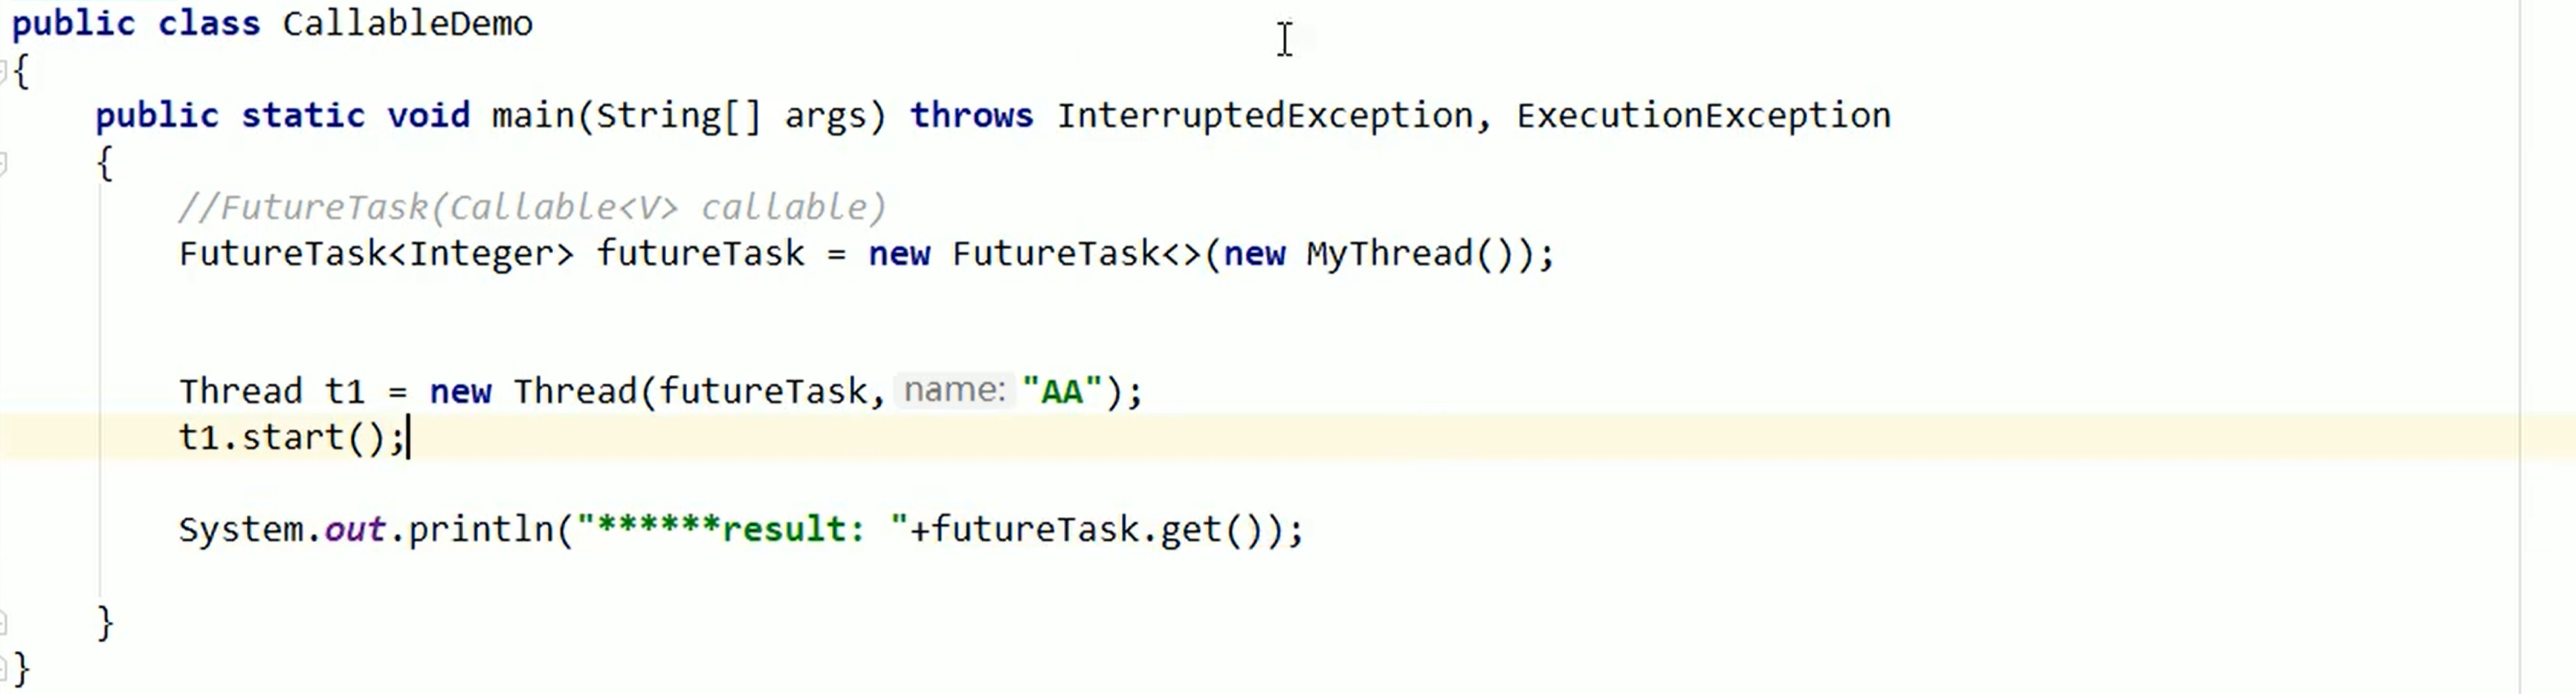 public class CallableDemo
{
public static void main(String[] args) throws InterruptedException, ExecutionException
{
//FutureTask(Callable<V> callable)
FutureTask<Integer> futureTask = new FutureTask<>(new MyThread());
Thread t1 = new Thread(futureTask, name: "AA");
t1.start();
System.out.println("******result: "+futureTask.get());
}
}